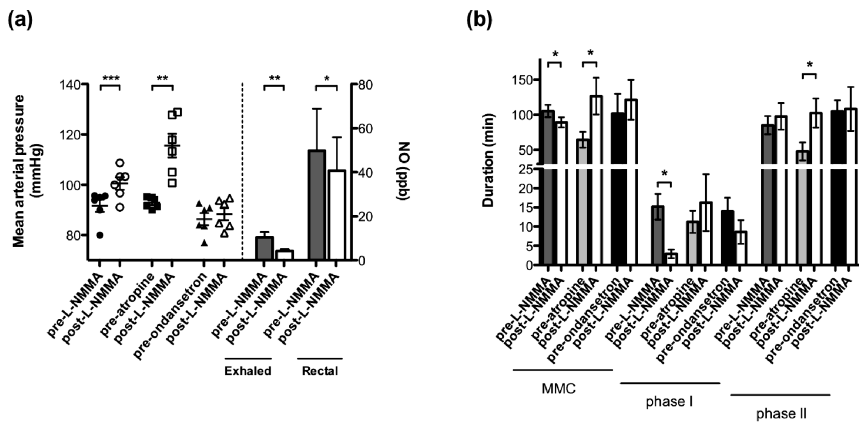 (a)
Mean arterial pressure
(mmHg)
140
120
100
80
***
**
**
*
80
60
40
20
0
NO (ppb)
pre-L-NMMA
post-L-NMMA
pre-atropine
post-L-NMMA
pre-ondansetron
post-L-NMMA
pre-L-NMMA
post-L-NMMA
pre-L-NMMA
post-L-NMMA
Exhaled
Rectal
(b)
Duration (min)
150
100
50
25
20
15
10
5
0
*
*
*
*
pre-L-NMMA
post-L-NMMA
pre-atropine
post-L-NMMA
pre-ondansetron
post-L-NMMA
pre-L-NMMA
post-L-NMMA
pre-atropine
post-L-NMMA
pre-ondansetron
post-L-NMMA
pre-L-NMMA
post-L-NMMA
pre-atropine
post-L-NMMA
pre-ondansetron
post-L-NMMA
MMC
phase I
phase II